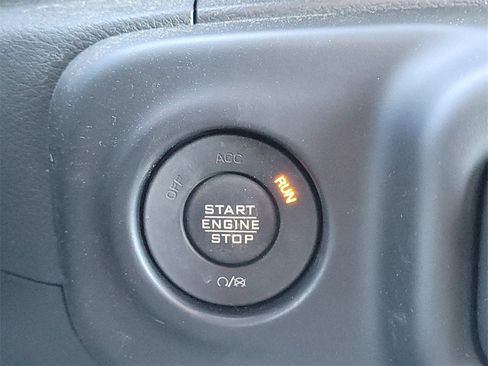 ACC
OFF
RUN
START
ENGINE
STOP